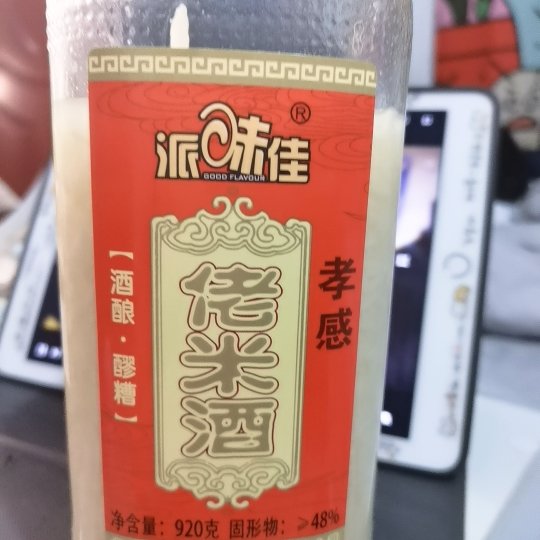 派味佳®
GOOD FLAVOUR
孝感
佬米酒
【酒酿·醪糟】
净含量：920克 固形物：≥48%